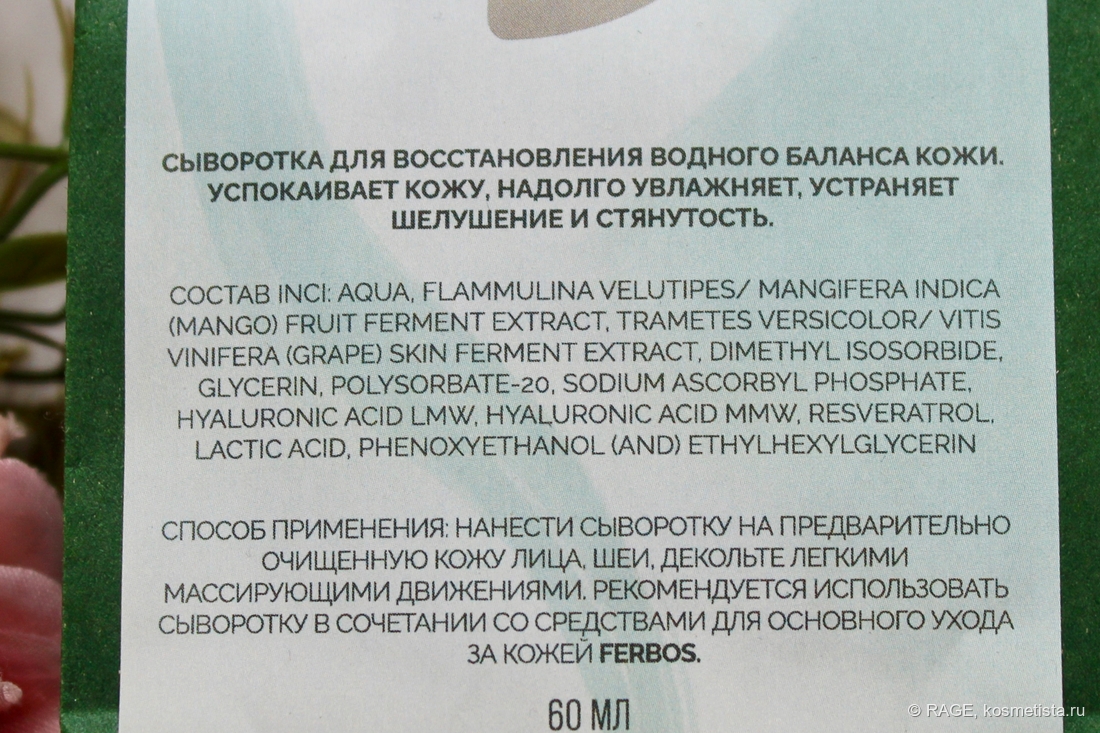 СЫВОРОТКА ДЛЯ ВОССТАНОВЛЕНИЯ ВОДНОГО БАЛАНСА КОЖИ.
УСПОКАИВАЕТ КОЖУ, НАДОЛГО УВЛАЖНЯЕТ, УСТРАНЯЕТ
ШЕЛУШЕНИЕ И СТЯНУТОСТЬ.
СОСТАВ INCI: AQUA, FLAMMULINA VELUTIPES/ MANGIFERA INDICA
(MANGO) FRUIT FERMENT EXTRACT, TRAMETES VERSICOLOR/ VITIS
VINIFERA (GRAPE) SKIN FERMENT EXTRACT, DIMETHYL ISOSORBIDE,
GLYCERIN, POLYSORBATE-20, SODIUM ASCORBYL PHOSPHATE,
HYALURONIC ACID LMW, HYALURONIC ACID MMW, RESVERATROL,
LACTIC ACID, PHENOXYETHANOL (AND) ETHYLHEXYLGLYCERIN
СПОСОБ ПРИМЕНЕНИЯ: НАНЕСТИ СЫВОРОТКУ НА ПРЕДВАРИТЕЛЬНО
ОЧИЩЕННУЮ КОЖУ ЛИЦА, ШЕИ, ДЕКОЛЬТЕ ЛЕГКИМИ
МАССИРУЮЩИМИ ДВИЖЕНИЯМИ. РЕКОМЕНДУЕТСЯ ИСПОЛЬЗОВАТЬ
СЫВОРОТКУ В СОЧЕТАНИИ СО СРЕДСТВАМИ ДЛЯ ОСНОВНОГО УХОДА
ЗА КОЖЕЙ FERBOS.
60 МЛ
© RAGE, kosmetista.ru